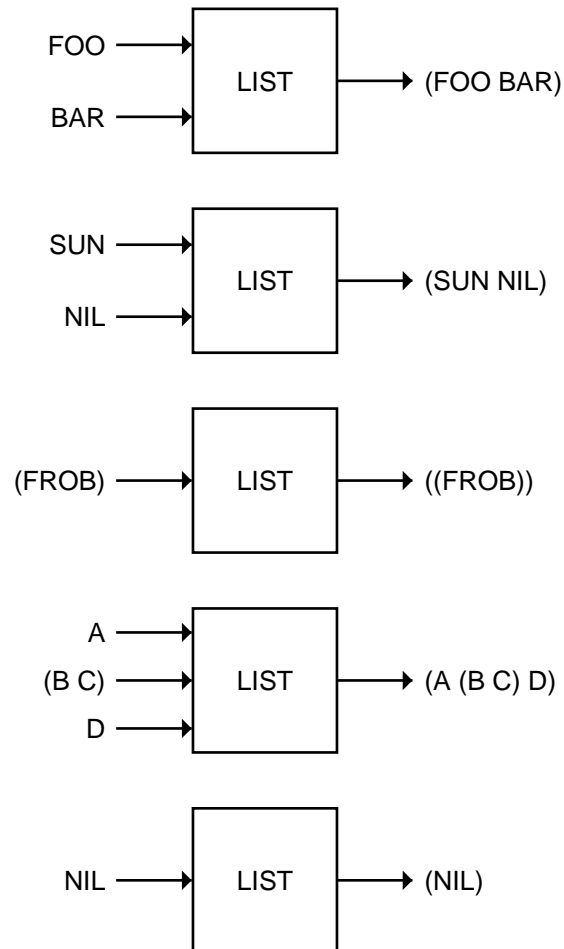 FOO
LIST
(FOO BAR)
BAR
SUN
LIST
(SUN NIL)
NIL
(FROB)
LIST
((FROB))
A
(B C)
LIST
(A (B C) D)
D
NIL
LIST
(NIL)